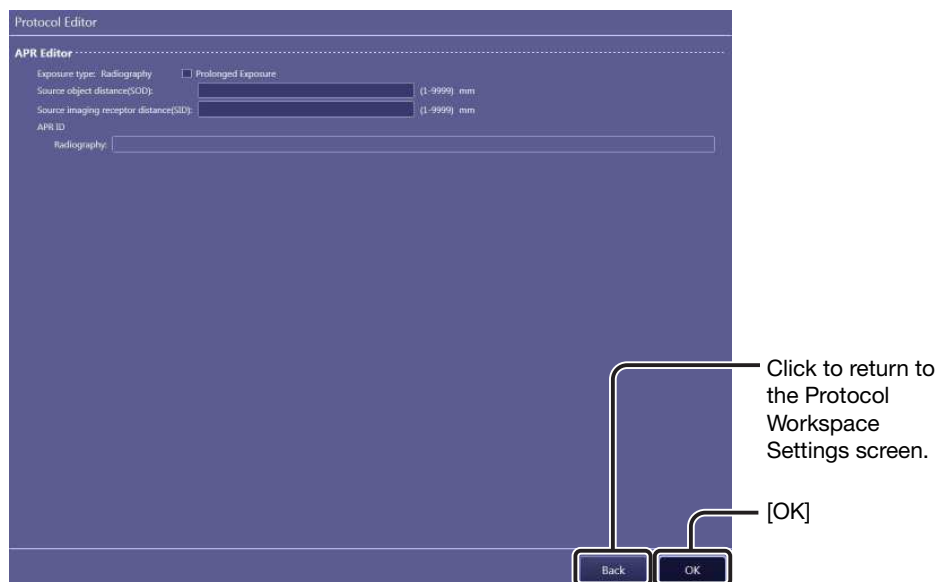 Protocol Editor
APR Editor
Exposure type: Radiography Prolonged Exposure
Source object distance(SOD): (1-9999) mm
Source imaging receptor distance(SID): (1-9999) mm
APR ID
Radiography:
Click to return to
the Protocol
Workspace
Settings screen.
[OK]
Back OK